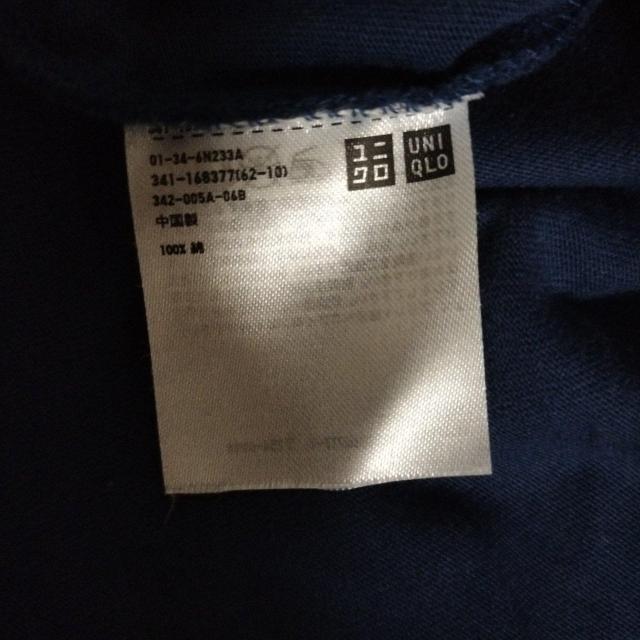 01-34-6N233A
341-168377(62-10)
342-005A-06B
中国製
100% 綿
ユニ
クロ
UNI
QLO